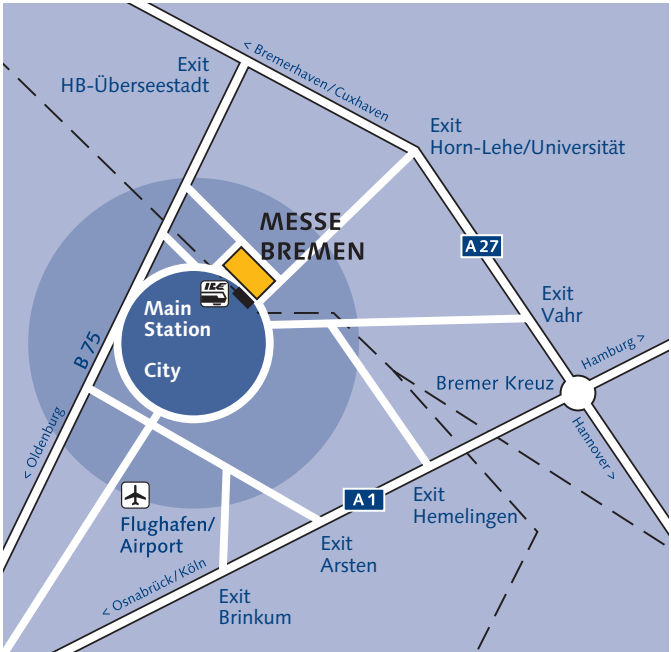 Exit
HB-Überseestadt
< Bremerhaven/Cuxhaven
Exit
Horn-Lehe/Universität
MESSE
BREMEN
A 27
ICE
Main
Station
City
B 75
Exit
Vahr
Hamburg >
Bremer Kreuz
< Oldenburg
Hannover >
A 1
Exit
Hemelingen
Flughafen/
Airport
Exit
Arsten
< Osnabrück/Köln
Exit
Brinkum